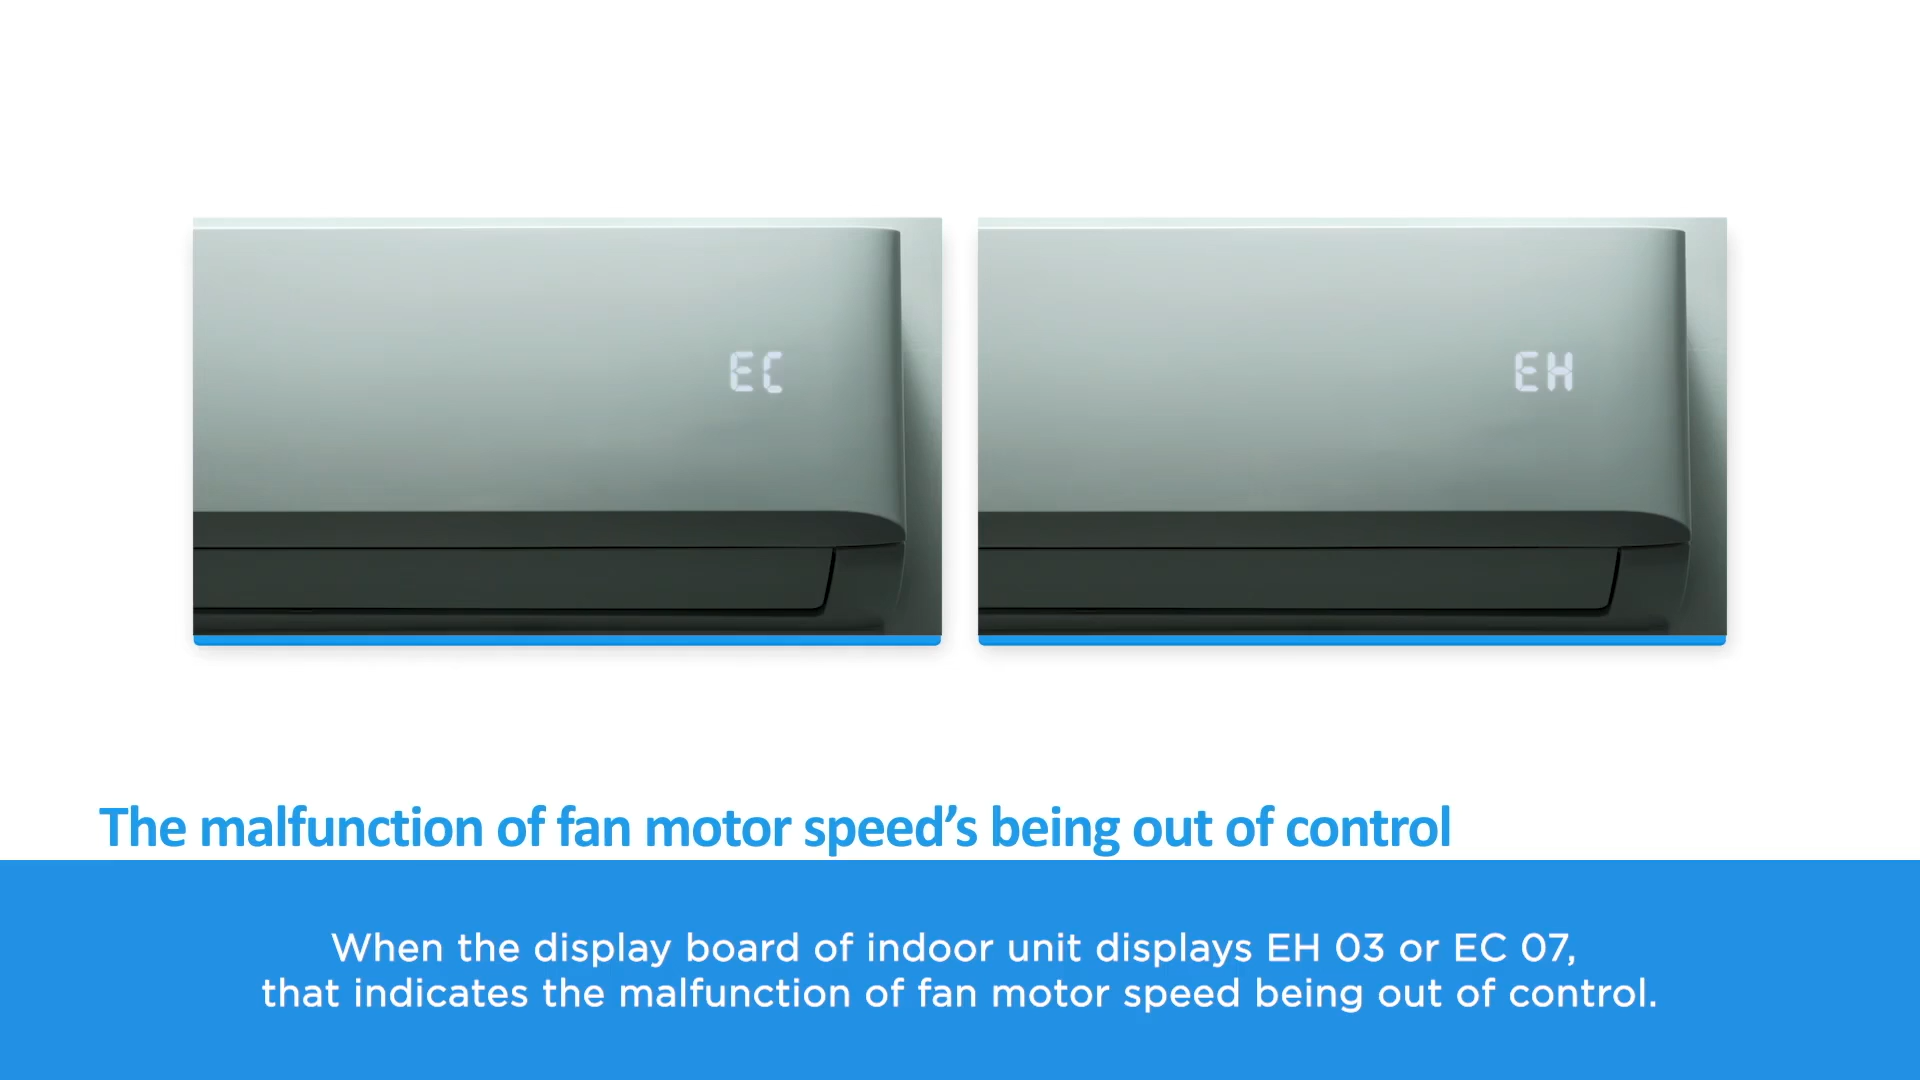 EC
EH
The malfunction of fan motor speed’s being out of control
When the display board of indoor unit displays EH 03 or EC 07,
that indicates the malfunction of fan motor speed being out of control.